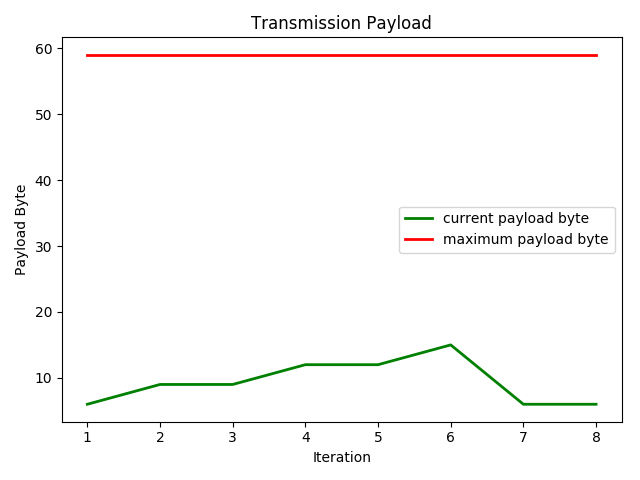 Transmission Payload
60
50
40
30
20
10
Payload Byte
current payload byte
maximum payload byte
1 2 3 4 5 6 7 8
Iteration